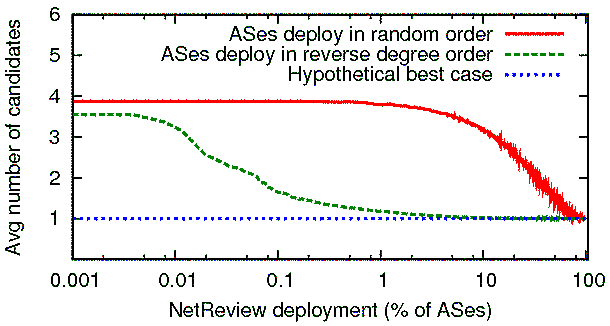 6
5
4
3
2
1
Avg number of candidates
ASes deploy in random order
ASes deploy in reverse degree order
Hypothetical best case
0.001 0.01 0.1 1 10 100
NetReview deployment (% of ASes)